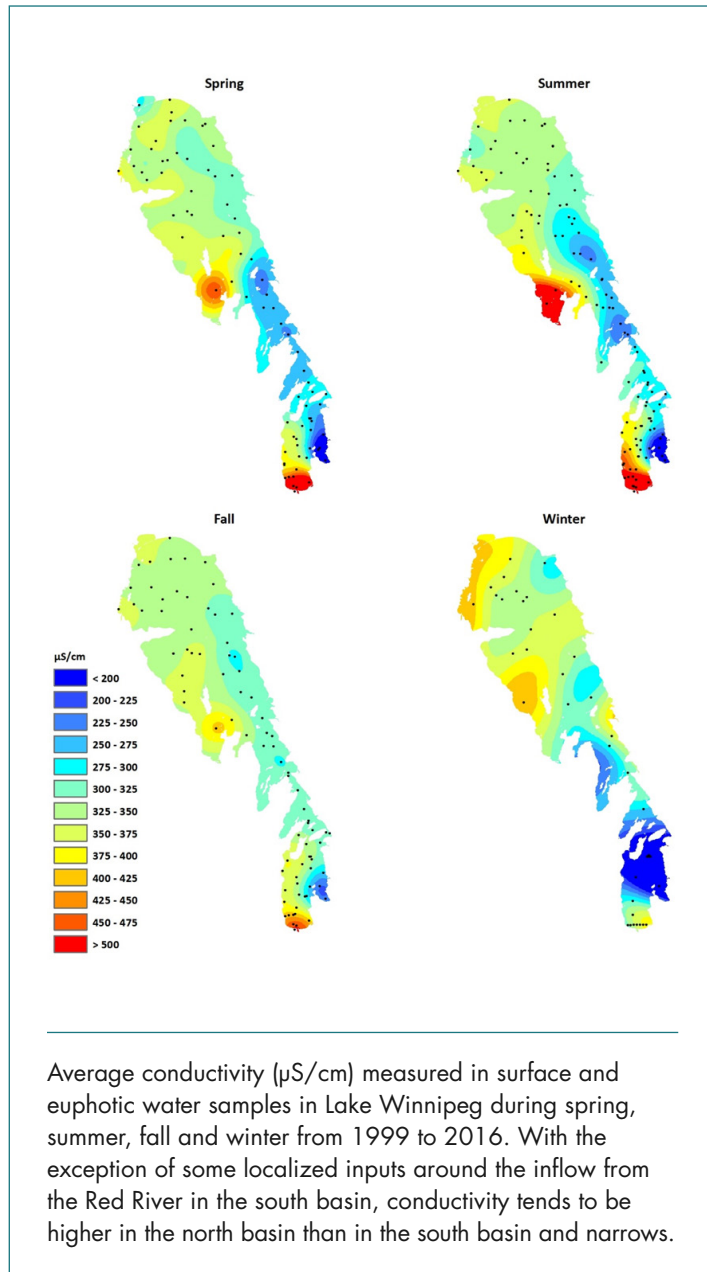 Spring
Summer
Fall
Winter
µS/cm
< 200
200 - 225
225 - 250
250 - 275
275 - 300
300 - 325
325 - 350
350 - 375
375 - 400
400 - 425
425 - 450
450 - 475
> 500
Average conductivity (µS/cm) measured in surface and
euphotic water samples in Lake Winnipeg during spring,
summer, fall and winter from 1999 to 2016. With the
exception of some localized inputs around the inflow from
the Red River in the south basin, conductivity tends to be
higher in the north basin than in the south basin and narrows.